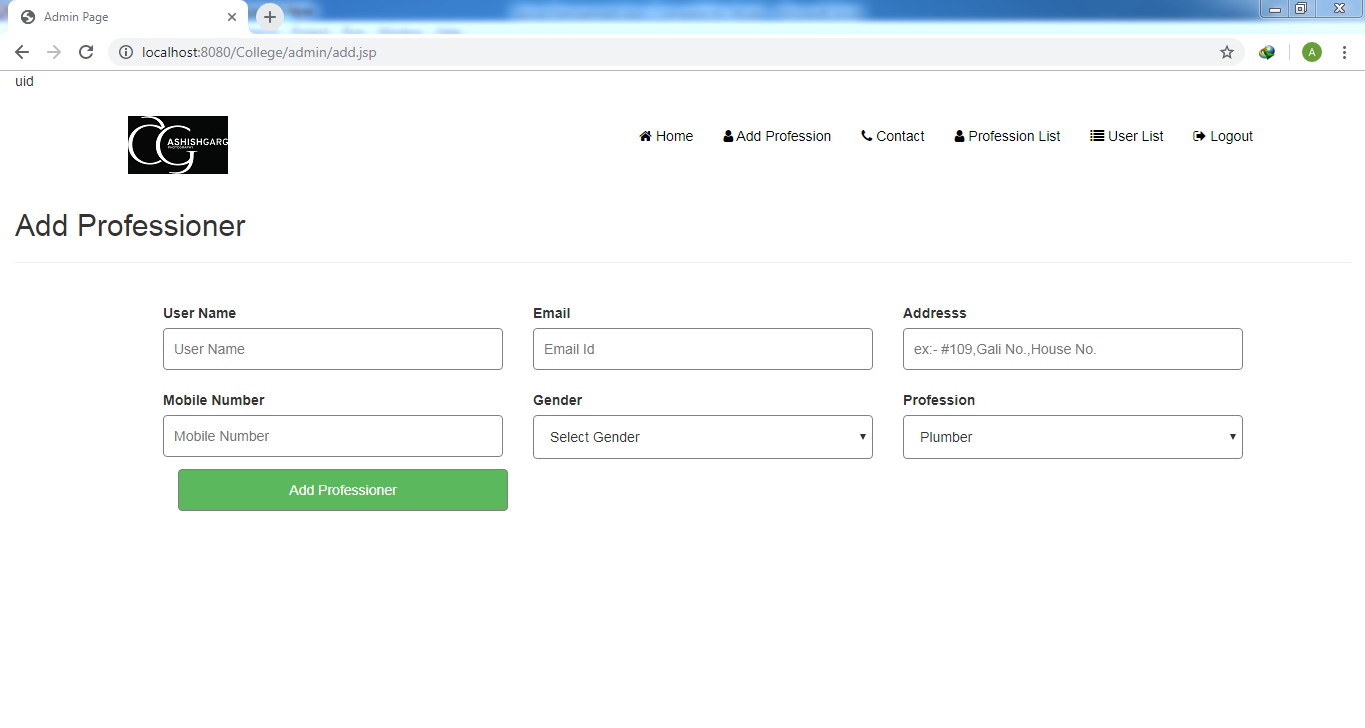 Admin Page
localhost:8080/College/admin/add.jsp
A
uid
ASHISHGARG
PHOTOGRAPHY
Home Add Profession Contact Profession List User List Logout
Add Professioner
User Name Email Addresss
User Name Email Id ex:- #109,Gali No.,House No.
Mobile Number Gender Profession
Mobile Number Select Gender Plumber
Add Professioner